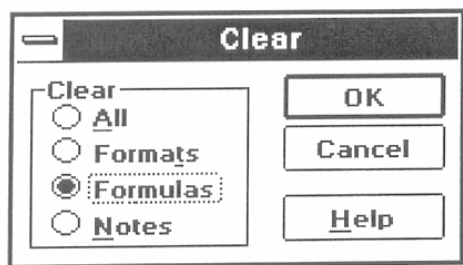 Clear
Clear
All
Formats
Formulas
Notes
OK
Cancel
Help